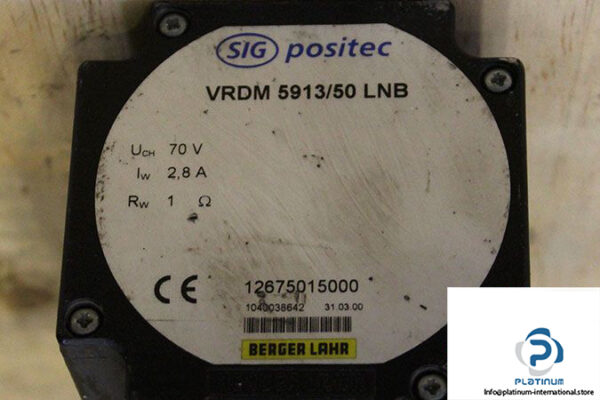 SIG positec
VRDM 5913/50 LNB
UCH 70 V
IW 2,8 A
RW 1 Ω
CE 12675015000
1040038642 31.03.00
BERGER LAHR
PLATINUM
Info@platinum-international.store